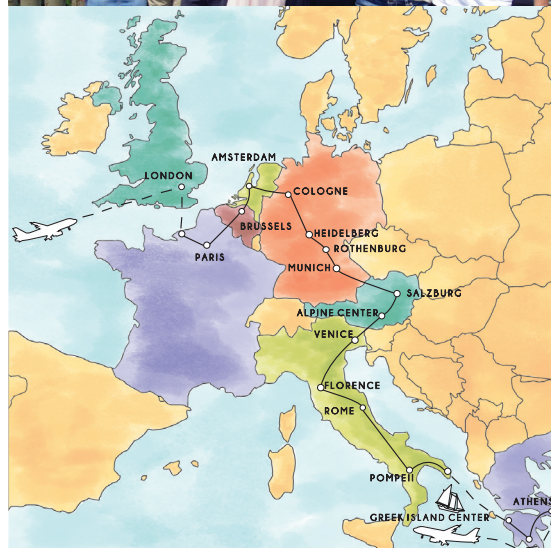 AMSTERDAM
LONDON
COLOGNE
BRUSSELS
HEIDELBERG
ROTHENBURG
PARIS
MUNICH
SALZBURG
ALPINE CENTER
VENICE
FLORENCE
ROME
POMPEII
ATHENS
GREEK ISLAND CENTER